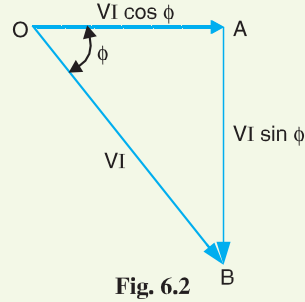 VI cos ϕ
O
A
ϕ
VI sin ϕ
VI
B
Fig. 6.2